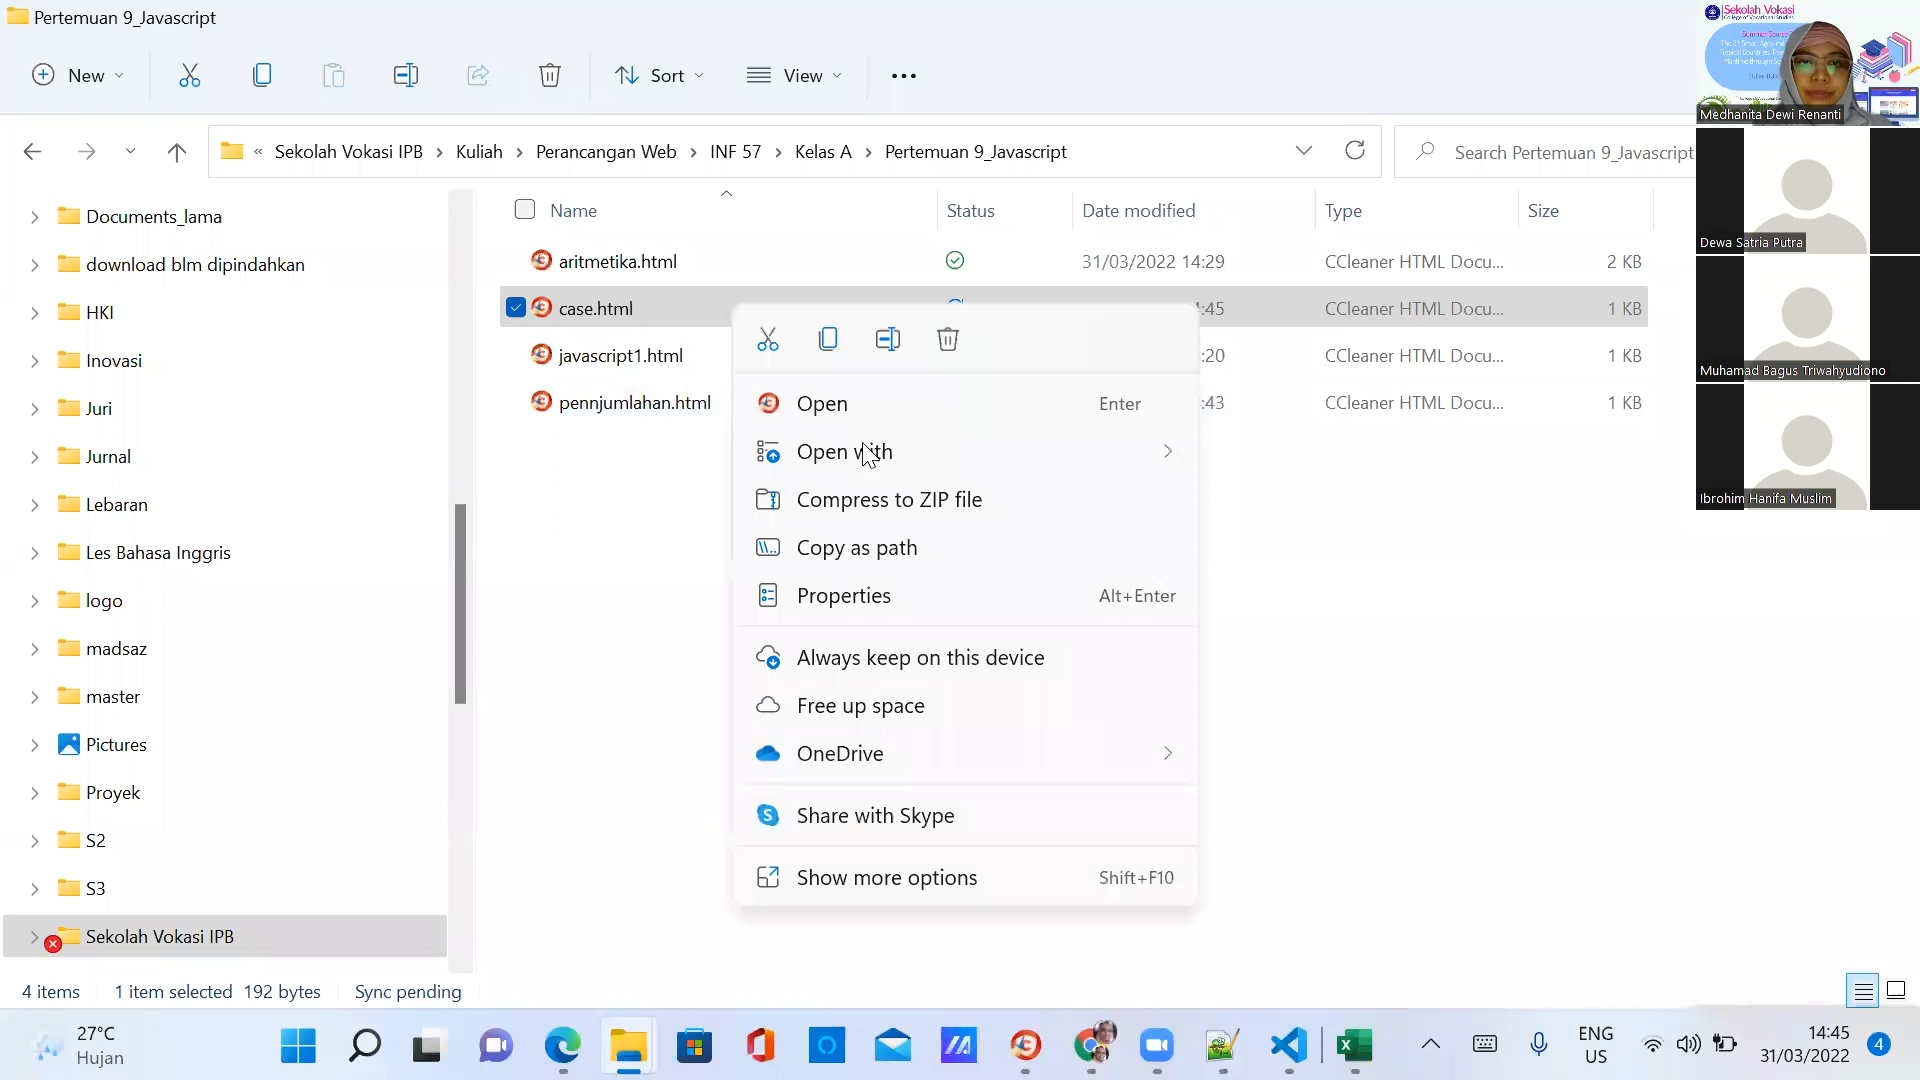 Pertemuan 9_Javascript
New
Sort
View
« Sekolah Vokasi IPB › Kuliah › Perancangan Web › INF 57 › Kelas A › Pertemuan 9_Javascript
Search Pertemuan 9_Javascript
Name Status Date modified Type Size
aritmetika.html 31/03/2022 14:29 CCleaner HTML Docu... 2 KB
case.html :45 CCleaner HTML Docu... 1 KB
javascript1.html :20 CCleaner HTML Docu... 1 KB
pennjumlahan.html :43 CCleaner HTML Docu... 1 KB
Documents_lama
download blm dipindahkan
HKI
Inovasi
Juri
Jurnal
Lebaran
Les Bahasa Inggris
logo
madsaz
master
Pictures
Proyek
S2
S3
Sekolah Vokasi IPB
Open Enter
Open with
Compress to ZIP file
Copy as path
Properties Alt+Enter
Always keep on this device
Free up space
OneDrive
Share with Skype
Show more options Shift+F10
Sekolah Vokasi
College of Vocational Studies
Medhanita Dewi Renanti
Dewa Satria Putra
Muhamad Bagus Triwahyudiono
Ibrohim Hanifa Muslim
4 items 1 item selected 192 bytes Sync pending
27°C
Hujan
ENG
US
14:45
31/03/2022
4